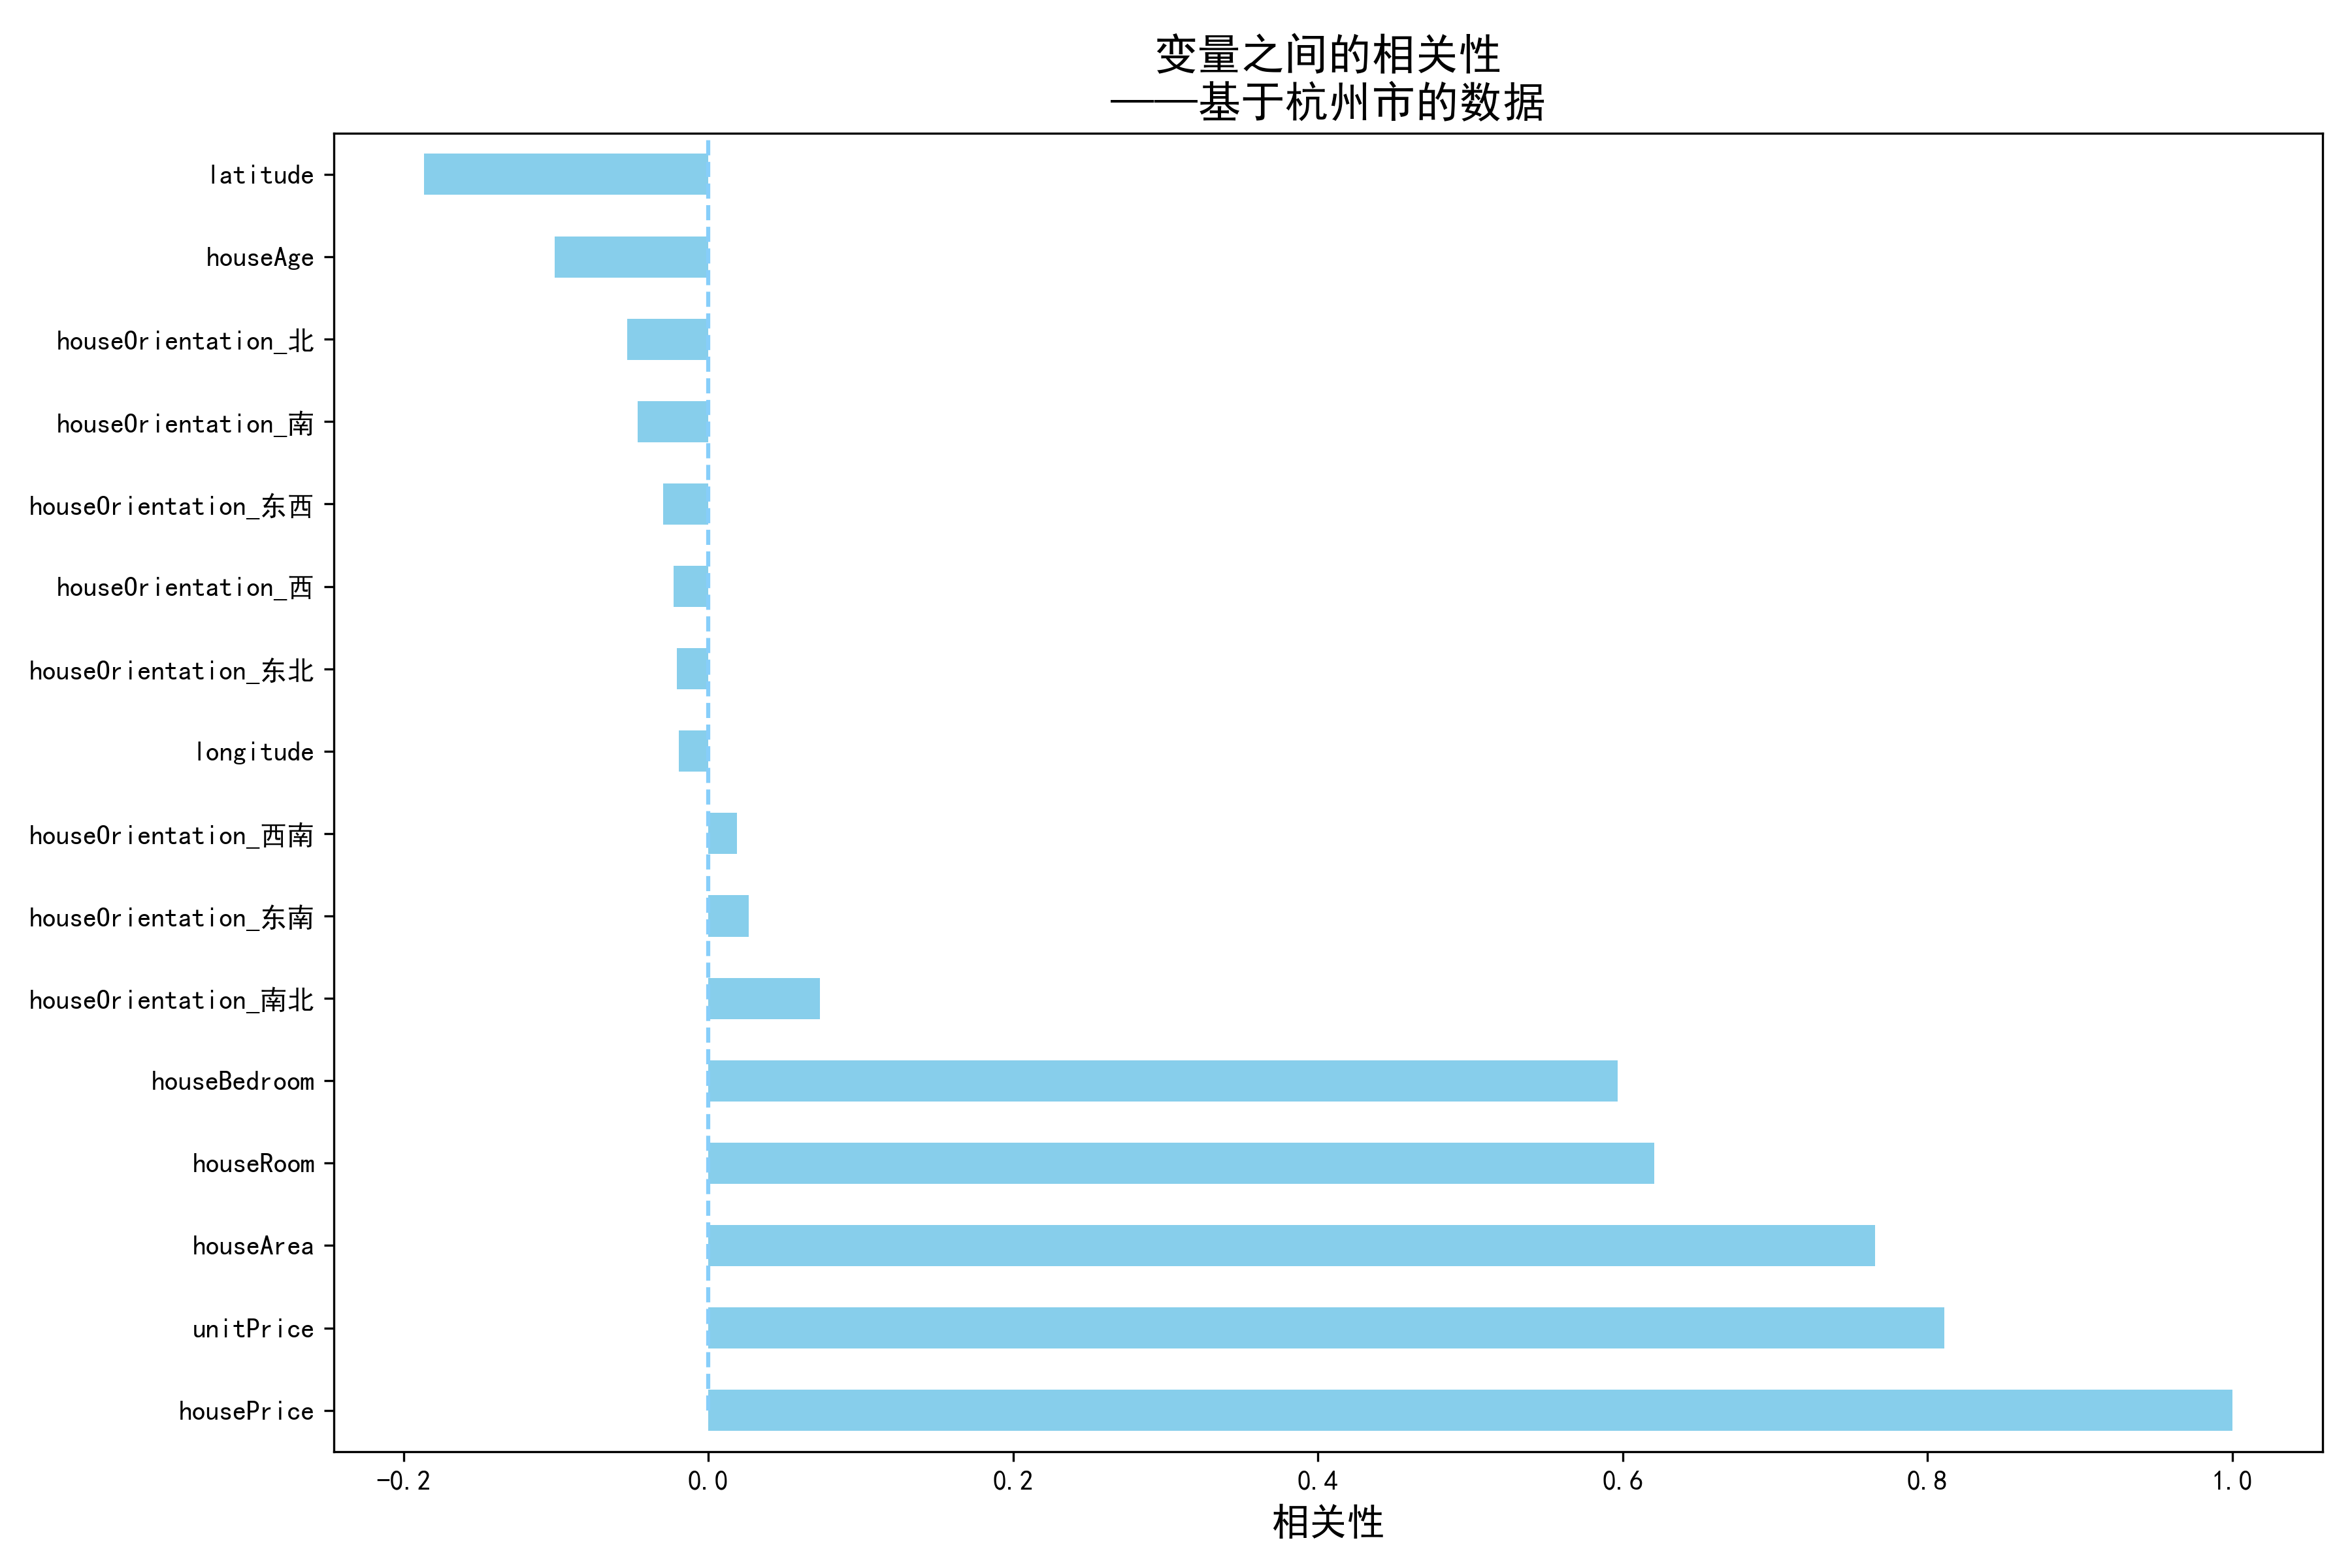 变量之间的相关性
——基于杭州市的数据
latitude
houseAge
houseOrientation_北
houseOrientation_南
houseOrientation_东西
houseOrientation_西
houseOrientation_东北
longitude
houseOrientation_西南
houseOrientation_东南
houseOrientation_南北
houseBedroom
houseRoom
houseArea
unitPrice
housePrice
-0.2 0.0 0.2 0.4 0.6 0.8 1.0
相关性